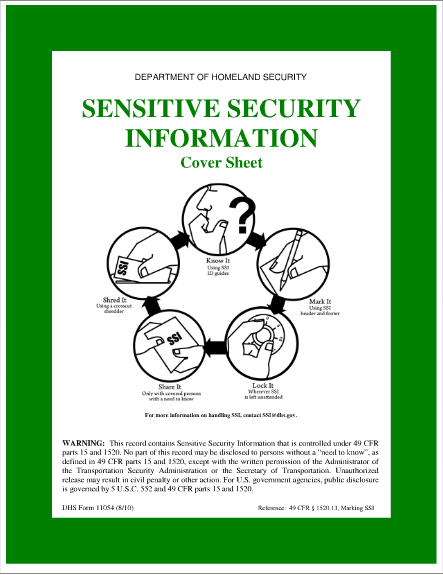 DEPARTMENT OF HOMELAND SECURITY
SENSITIVE SECURITY
INFORMATION
Cover Sheet
?
Know It
Using SSI
ID guides
SSI
Shred It
Using a crosscut
shredder
Mark It
Using SSI
header and footer
SSI
Share It
Only with covered persons
with a need to know
Lock It
Whenever SSI
is left unattended
For more information on handling SSI, contact SSI@dhs.gov.
WARNING: This record contains Sensitive Security Information that is controlled under 49 CFR
parts 15 and 1520. No part of this record may be disclosed to persons without a “need to know”, as
defined in 49 CFR parts 15 and 1520, except with the written permission of the Administrator of
the Transportation Security Administration or the Secretary of Transportation. Unauthorized
release may result in civil penalty or other action. For U.S. government agencies, public disclosure
is governed by 5 U.S.C. 552 and 49 CFR parts 15 and 1520.
DHS Form 11054 (8/10)
Reference: 49 CFR § 1520.13, Marking SSI